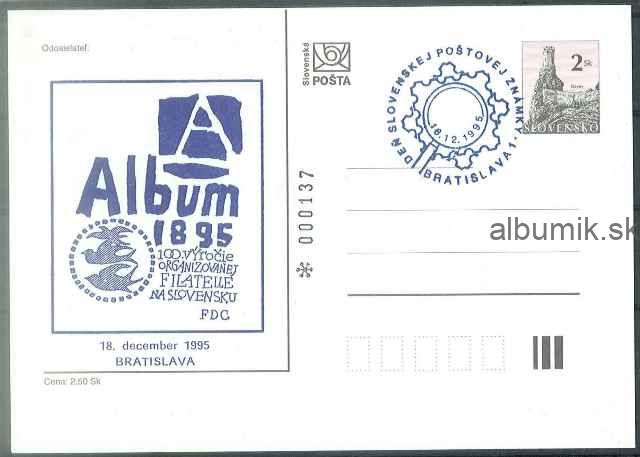 Odosielateľ:
A
Album
1895
100. VÝROČIE
ORGANIZOVANEJ
FILATELIE
NA SLOVENSKU
FDC
18. december 1995
BRATISLAVA
Cena: 2.50 Sk
Slovenská
POŠTA
000137
DEŇ SLOVENSKEJ POŠTOVEJ ZNÁMKY
18.12.1995
BRATISLAVA 1
2 Sk
Devín
SLOVENSKO
albumik.sk